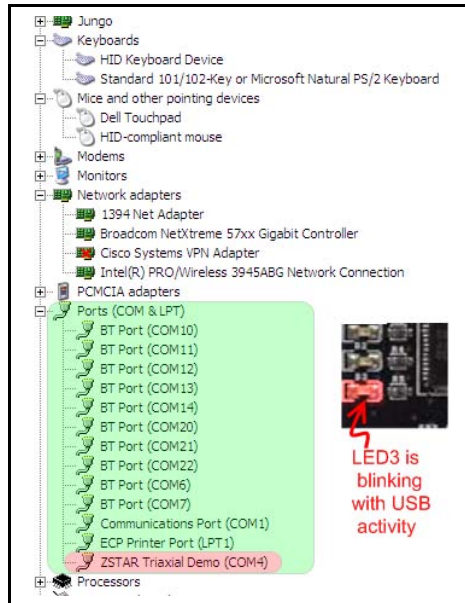 Jungo
Keyboards
HID Keyboard Device
Standard 101/102-Key or Microsoft Natural PS/2 Keyboard
Mice and other pointing devices
Dell Touchpad
HID-compliant mouse
Modems
Monitors
Network adapters
1394 Net Adapter
Broadcom NetXtreme 57xx Gigabit Controller
Cisco Systems VPN Adapter
Intel(R) PRO/Wireless 3945ABG Network Connection
PCMCIA adapters
Ports (COM & LPT)
BT Port (COM10)
BT Port (COM11)
BT Port (COM12)
BT Port (COM13)
BT Port (COM14)
BT Port (COM20)
BT Port (COM21)
BT Port (COM22)
BT Port (COM6)
BT Port (COM7)
Communications Port (COM1)
ECP Printer Port (LPT1)
ZSTAR Triaxial Demo (COM4)
Processors
LED3 is
blinking
with USB
activity